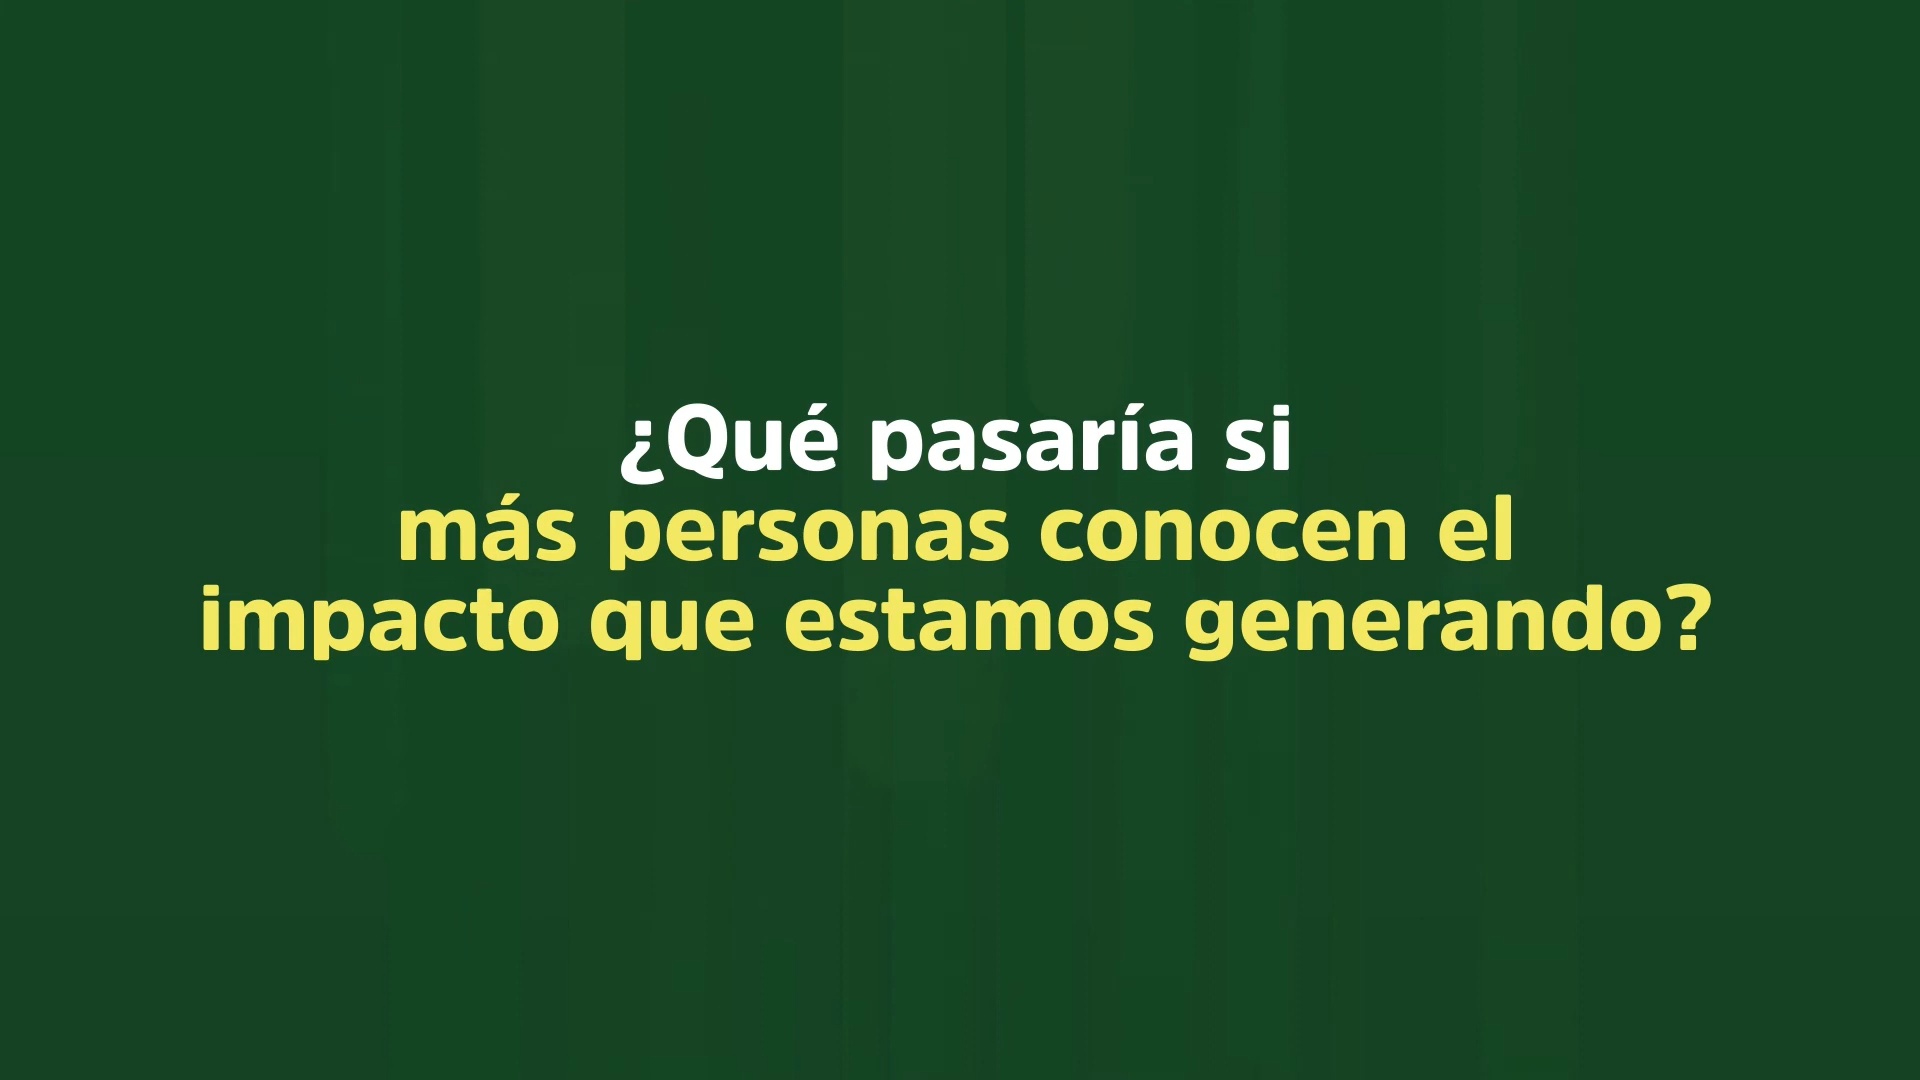 ¿Qué pasaría si
más personas conocen el
impacto que estamos generando?